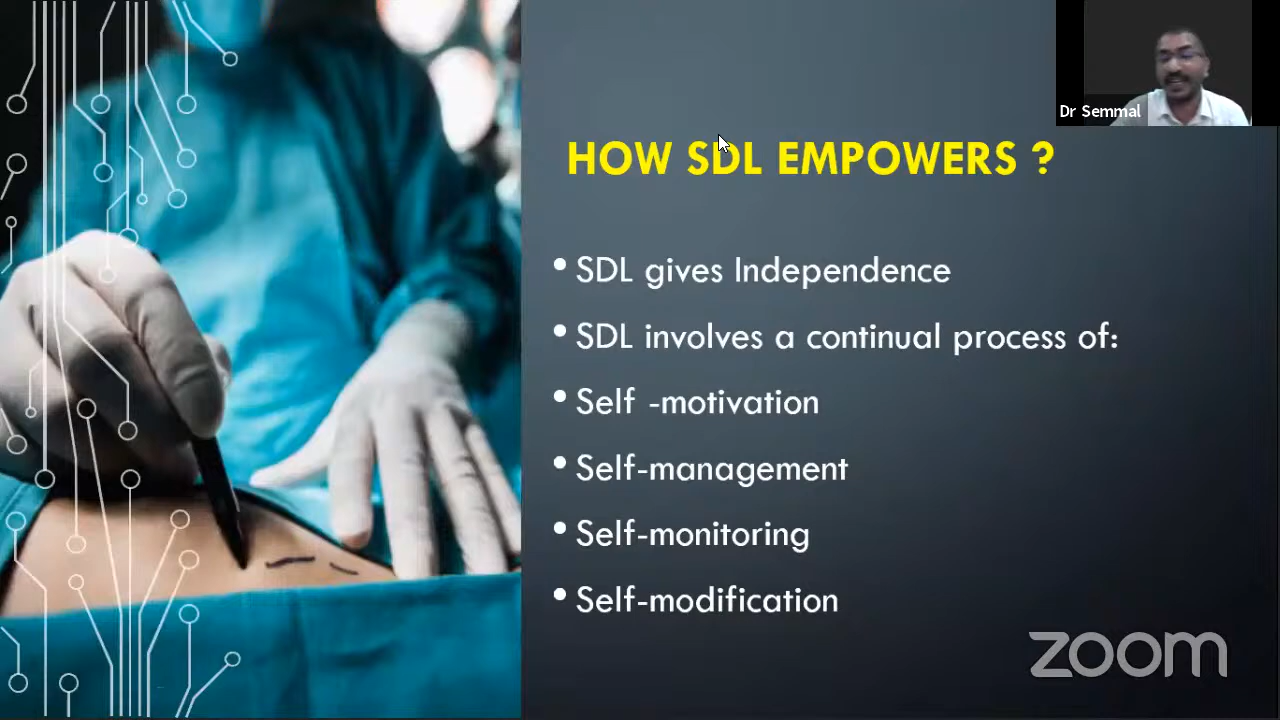 Dr Semmal
HOW SDL EMPOWERS ?
• SDL gives Independence
• SDL involves a continual process of:
• Self -motivation
• Self-management
• Self-monitoring
• Self-modification
zoom